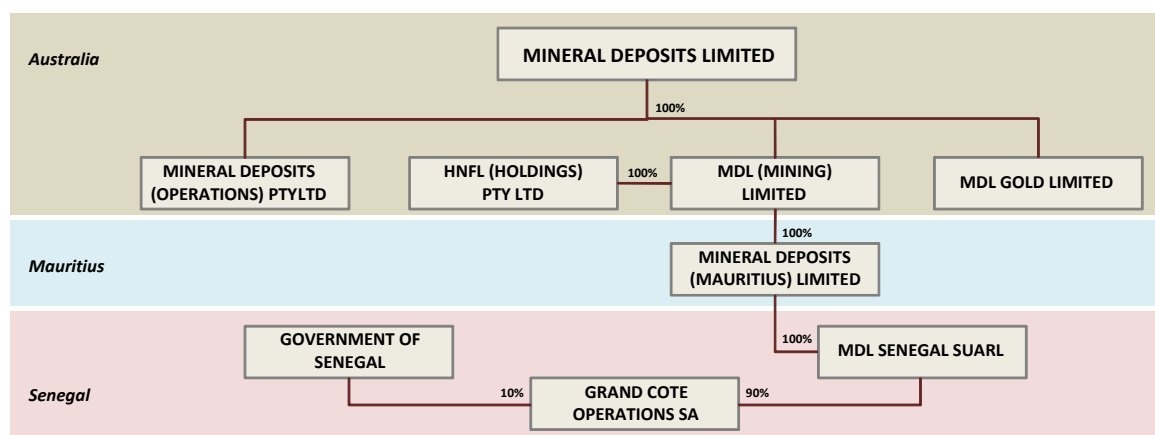 Australia
MINERAL DEPOSITS LIMITED
100%
MINERAL DEPOSITS
(OPERATIONS) PTYLTD
HNFL (HOLDINGS)
PTY LTD
100%
MDL (MINING)
LIMITED
MDL GOLD LIMITED
100%
Mauritius
MINERAL DEPOSITS
(MAURITIUS) LIMITED
Senegal
GOVERNMENT OF
SENEGAL
100%
MDL SENEGAL SUARL
10%
GRAND COTE
OPERATIONS SA
90%